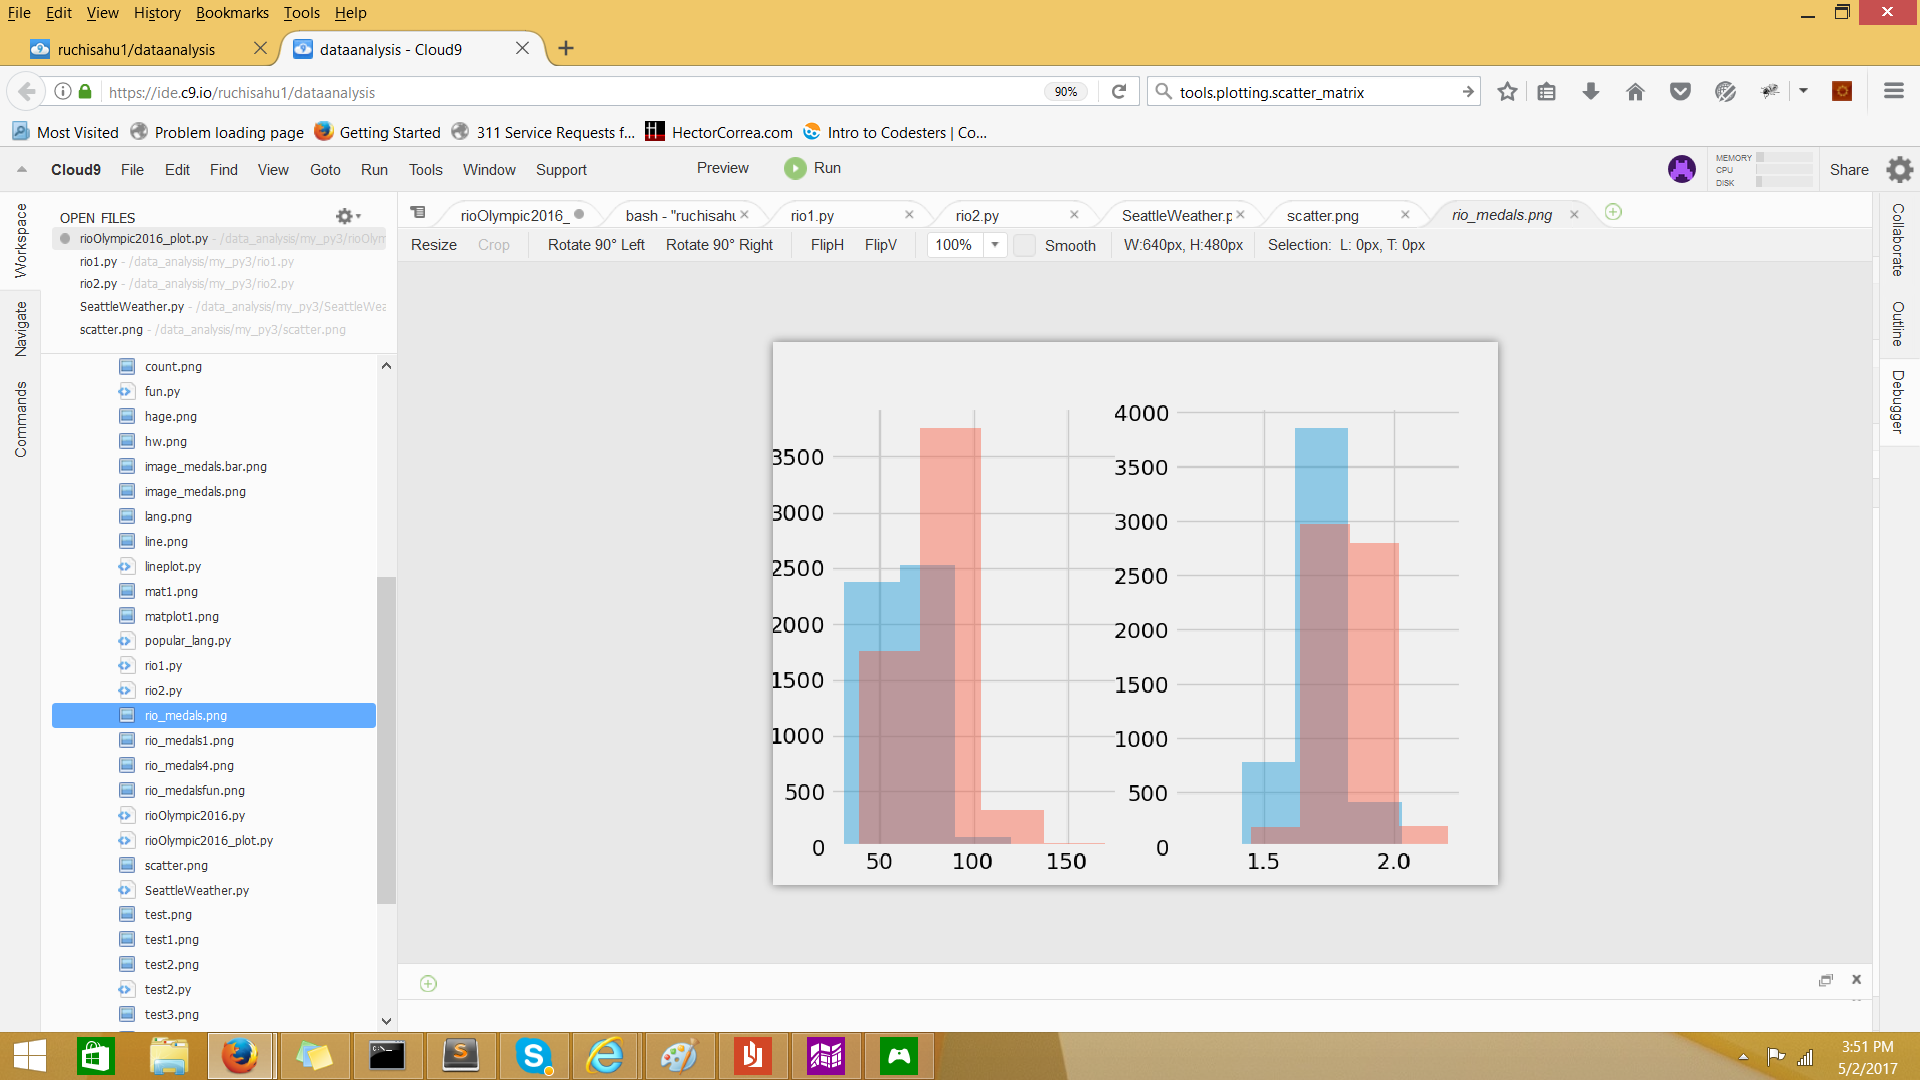 File Edit View History Bookmarks Tools Help
ruchisahu1/dataanalysis
dataanalysis - Cloud9
https://ide.c9.io/ruchisahu1/dataanalysis
90%
tools.plotting.scatter_matrix
Most Visited Problem loading page Getting Started 311 Service Requests f... HectorCorrea.com Intro to Codesters | Co...
Cloud9 File Edit Find View Goto Run Tools Window Support Preview Run
MEMORY
CPU
DISK
Share
Workspace
Navigate
Commands
OPEN FILES
rioOlympic2016_plot.py - /data_analysis/my_py3/rioOlym
rio1.py - /data_analysis/my_py3/rio1.py
rio2.py - /data_analysis/my_py3/rio2.py
SeattleWeather.py - /data_analysis/my_py3/SeattleWea
scatter.png - /data_analysis/my_py3/scatter.png
count.png
fun.py
hage.png
hw.png
image_medals.bar.png
image_medals.png
lang.png
line.png
lineplot.py
mat1.png
matplot1.png
popular_lang.py
rio1.py
rio2.py
rio_medals.png
rio_medals1.png
rio_medals4.png
rio_medalsfun.png
rioOlympic2016.py
rioOlympic2016_plot.py
scatter.png
SeattleWeather.py
test.png
test1.png
test2.png
test2.py
test3.png
rioOlympic2016_
bash - "ruchisahu
rio1.py
rio2.py
SeattleWeather.p
scatter.png
rio_medals.png
Resize Crop Rotate 90° Left Rotate 90° Right FlipH FlipV 100% Smooth W:640px, H:480px Selection: L: 0px, T: 0px
3500
3000
2500
2000
1500
1000
500
0
50 100 150
4000
3500
3000
2500
2000
1500
1000
500
0
1.5 2.0
Collaborate
Outline
Debugger
3:51 PM
5/2/2017